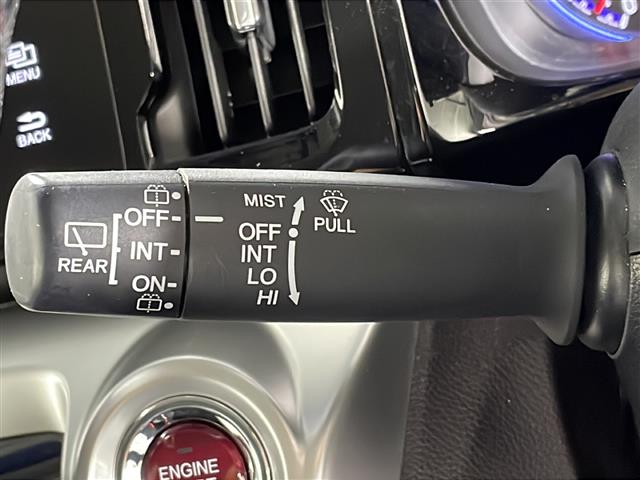 MENU
BACK
OFF
INT
ON
REAR
MIST
OFF
INT
LO
HI
PULL
ENGINE